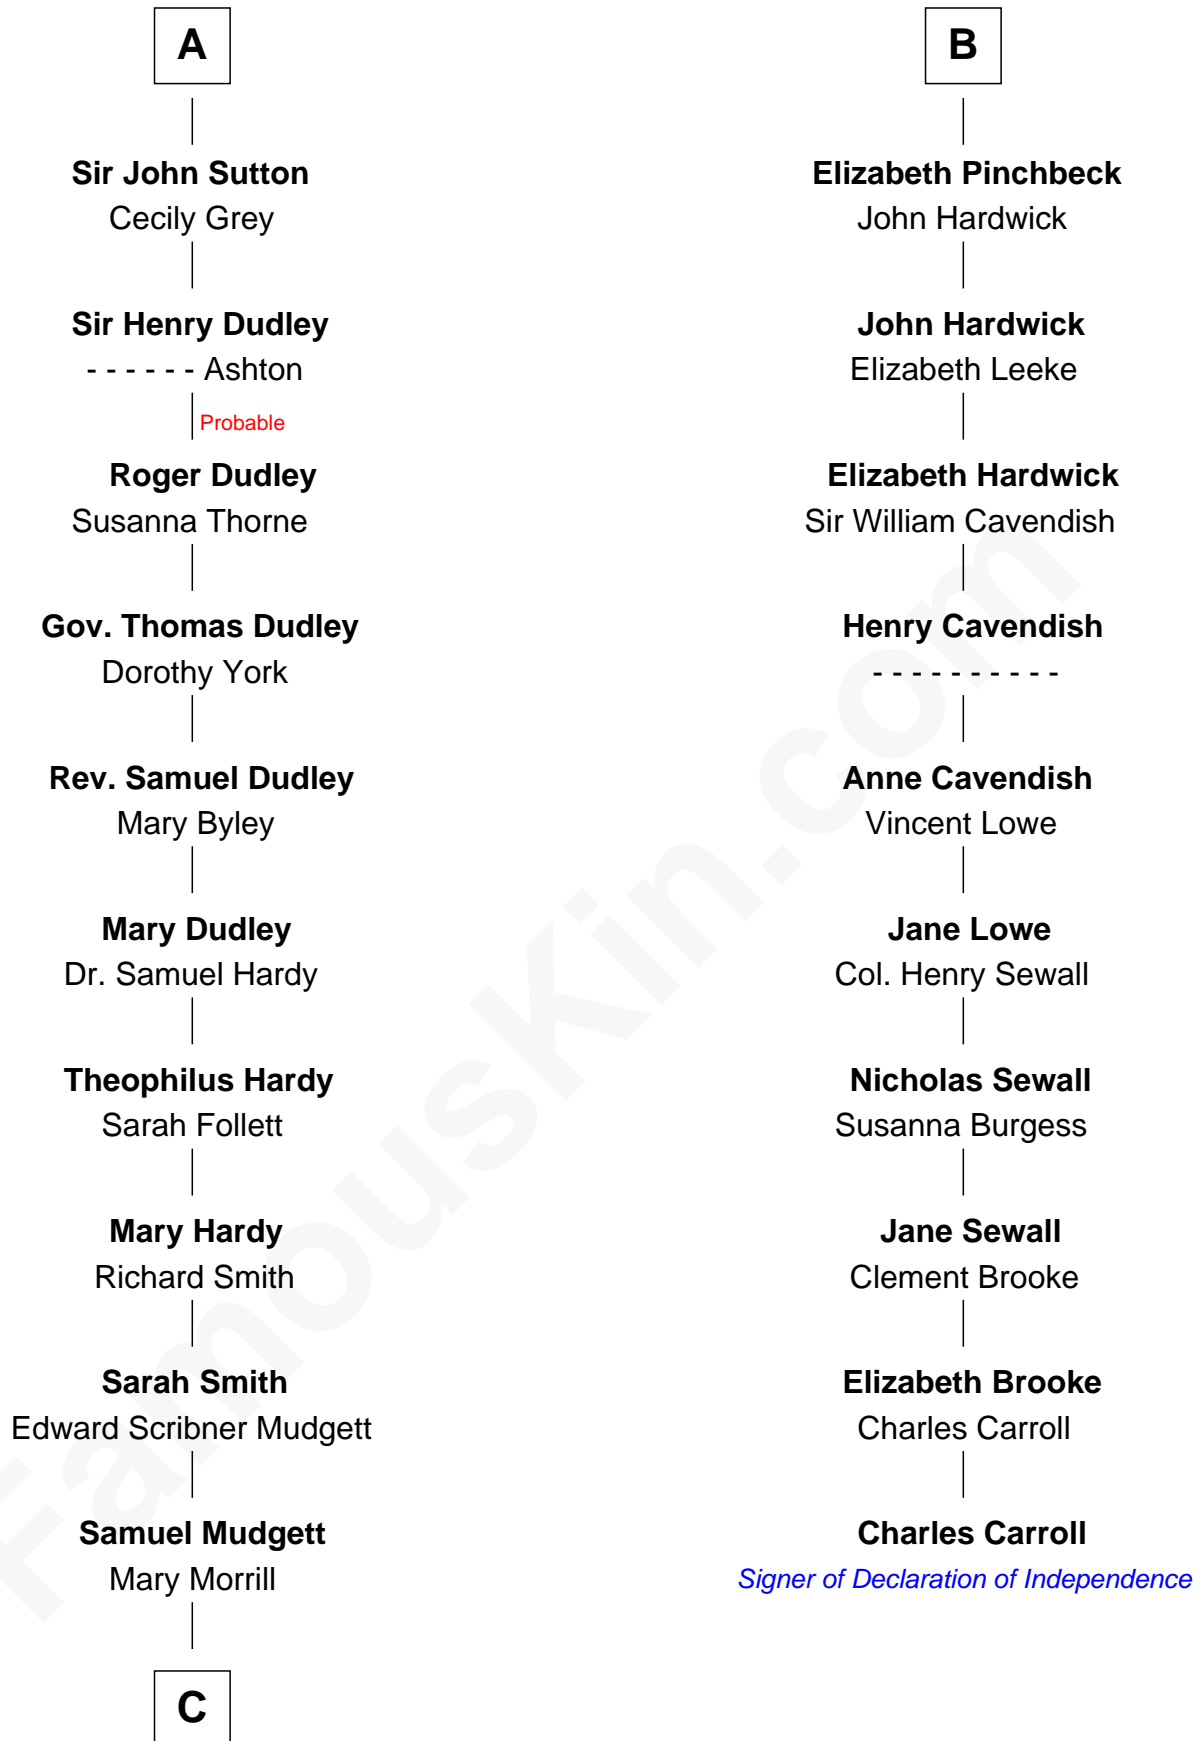 A
Sir John Sutton
Cecily Grey
Sir Henry Dudley
- - - - - - Ashton
Probable
Roger Dudley
Susanna Thorne
Gov. Thomas Dudley
Dorothy York
Rev. Samuel Dudley
Mary Byley
Mary Dudley
Dr. Samuel Hardy
Theophilus Hardy
Sarah Follett
Mary Hardy
Richard Smith
Sarah Smith
Edward Scribner Mudgett
Samuel Mudgett
Mary Morrill
C
B
Elizabeth Pinchbeck
John Hardwick
John Hardwick
Elizabeth Leeke
Elizabeth Hardwick
Sir William Cavendish
Henry Cavendish
- - - - - - - - - -
Anne Cavendish
Vincent Lowe
Jane Lowe
Col. Henry Sewall
Nicholas Sewall
Susanna Burgess
Jane Sewall
Clement Brooke
Elizabeth Brooke
Charles Carroll
Charles Carroll
Signer of Declaration of Independence
FamousKin.com